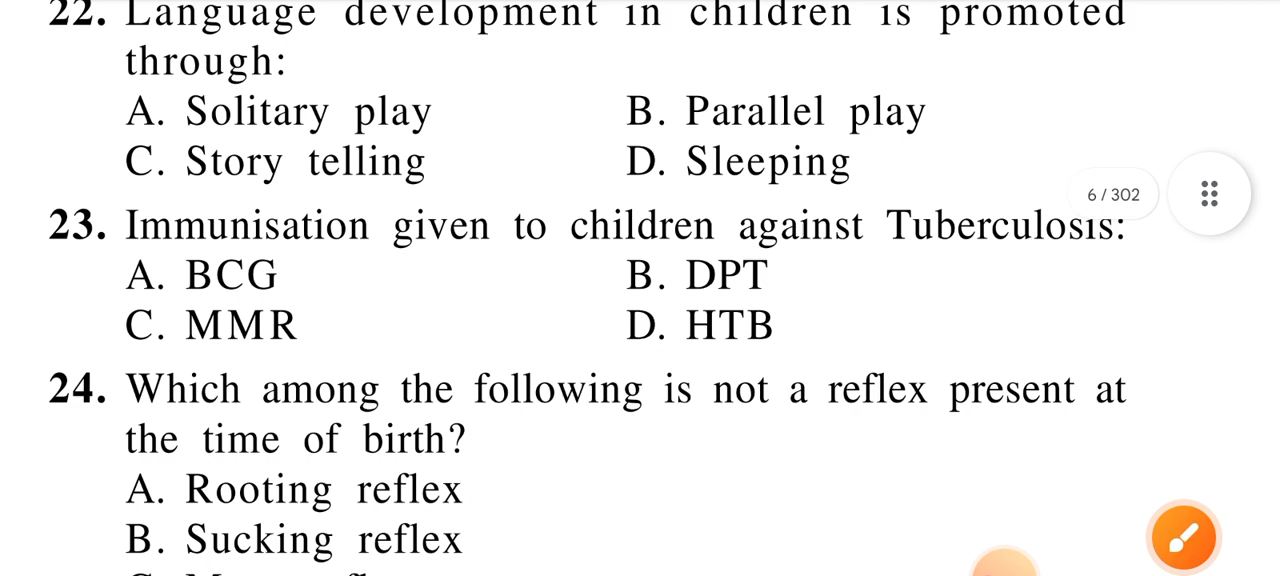 22. Language development in children is promoted
through:
A. Solitary play B. Parallel play
C. Story telling D. Sleeping
6 / 302
23. Immunisation given to children against Tuberculosis:
A. BCG B. DPT
C. MMR D. HTB
24. Which among the following is not a reflex present at
the time of birth?
A. Rooting reflex
B. Sucking reflex